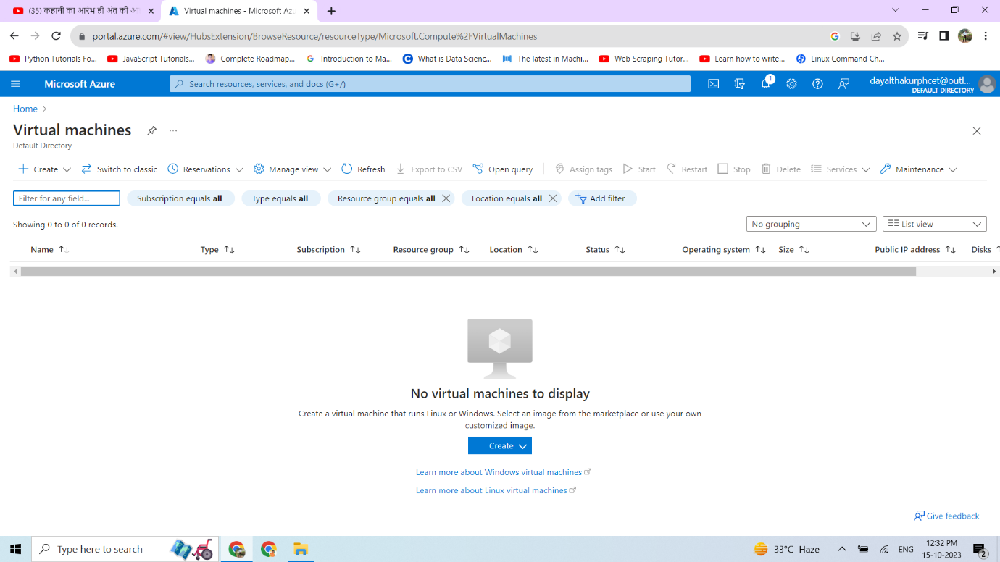 (35) कहानी का आरंभ ही अंत की आ
Virtual machines - Microsoft Azu
portal.azure.com/#view/HubsExtension/BrowseResource/resourceType/Microsoft.Compute%2FVirtualMachines
Python Tutorials Fo... JavaScript Tutorials... Complete Roadmap... Introduction to Ma... What is Data Scienc... The latest in Machi... Web Scraping Tutor... Learn how to write... Linux Command Ch...
Microsoft Azure
Search resources, services, and docs (G+/)
1
dayalthakurphcet@outl...
DEFAULT DIRECTORY
Home
Virtual machines
...
Default Directory
Create Switch to classic Reservations Manage view Refresh Export to CSV Open query Assign tags Start Restart Stop Delete Services Maintenance
Filter for any field... Subscription equals all Type equals all Resource group equals all Location equals all Add filter
Showing 0 to 0 of 0 records.
No grouping List view
Name Type Subscription Resource group Location Status Operating system Size Public IP address Disks
No virtual machines to display
Create a virtual machine that runs Linux or Windows. Select an image from the marketplace or use your own
customized image.
Create
Learn more about Windows virtual machines
Learn more about Linux virtual machines
Give feedback
Type here to search
33°C Haze
ENG
12:32 PM
15-10-2023
2